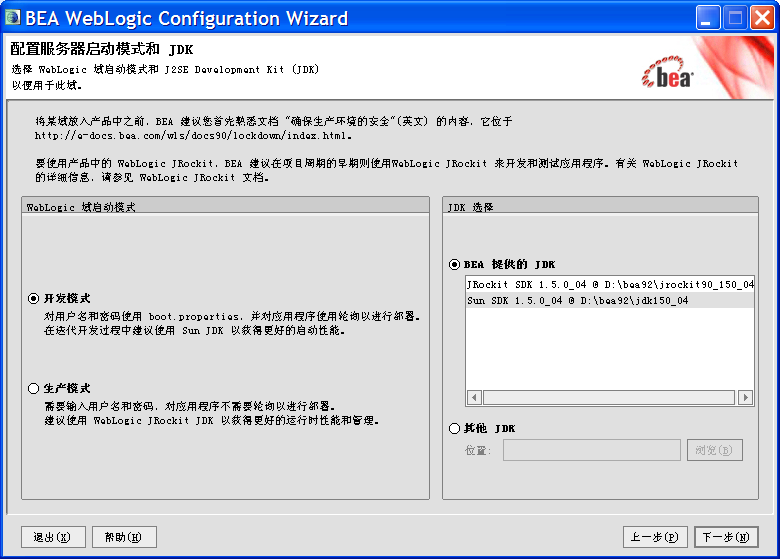 BEA WebLogic Configuration Wizard
配置服务器启动模式和 JDK
选择 WebLogic 域启动模式和 J2SE Development Kit (JDK)
以便用于此域。
bea
将某域放入产品中之前, BEA 建议您首先熟悉文档 "确保生产环境的安全"(英文) 的内容, 它位于
http://e-docs.bea.com/wls/docs90/lockdown/index.html。
要使用产品中的 WebLogic JRockit, BEA 建议在项目周期的早期则使用WebLogic JRockit 来开发和测试应用程序。有关 WebLogic JRockit
的详细信息, 请参见 WebLogic JRockit 文档。
WebLogic 域启动模式
开发模式
对用户名和密码使用 boot.properties, 并对应用程序使用轮询以进行部署。
在迭代开发过程中建议使用 Sun JDK 以获得更好的启动性能。
生产模式
需要输入用户名和密码, 对应用程序不需要轮询以进行部署。
建议使用 WebLogic JRockit JDK 以获得更好的运行时性能和管理。
JDK 选择
BEA 提供的 JDK
JRockit SDK 1.5.0_04 @ D:\bea92\jrockit90_150_04
Sun SDK 1.5.0_04 @ D:\bea92\jdk150_04
其他 JDK
位置:
浏览(B)
退出(X)
帮助(H)
上一步(P)
下一步(N)